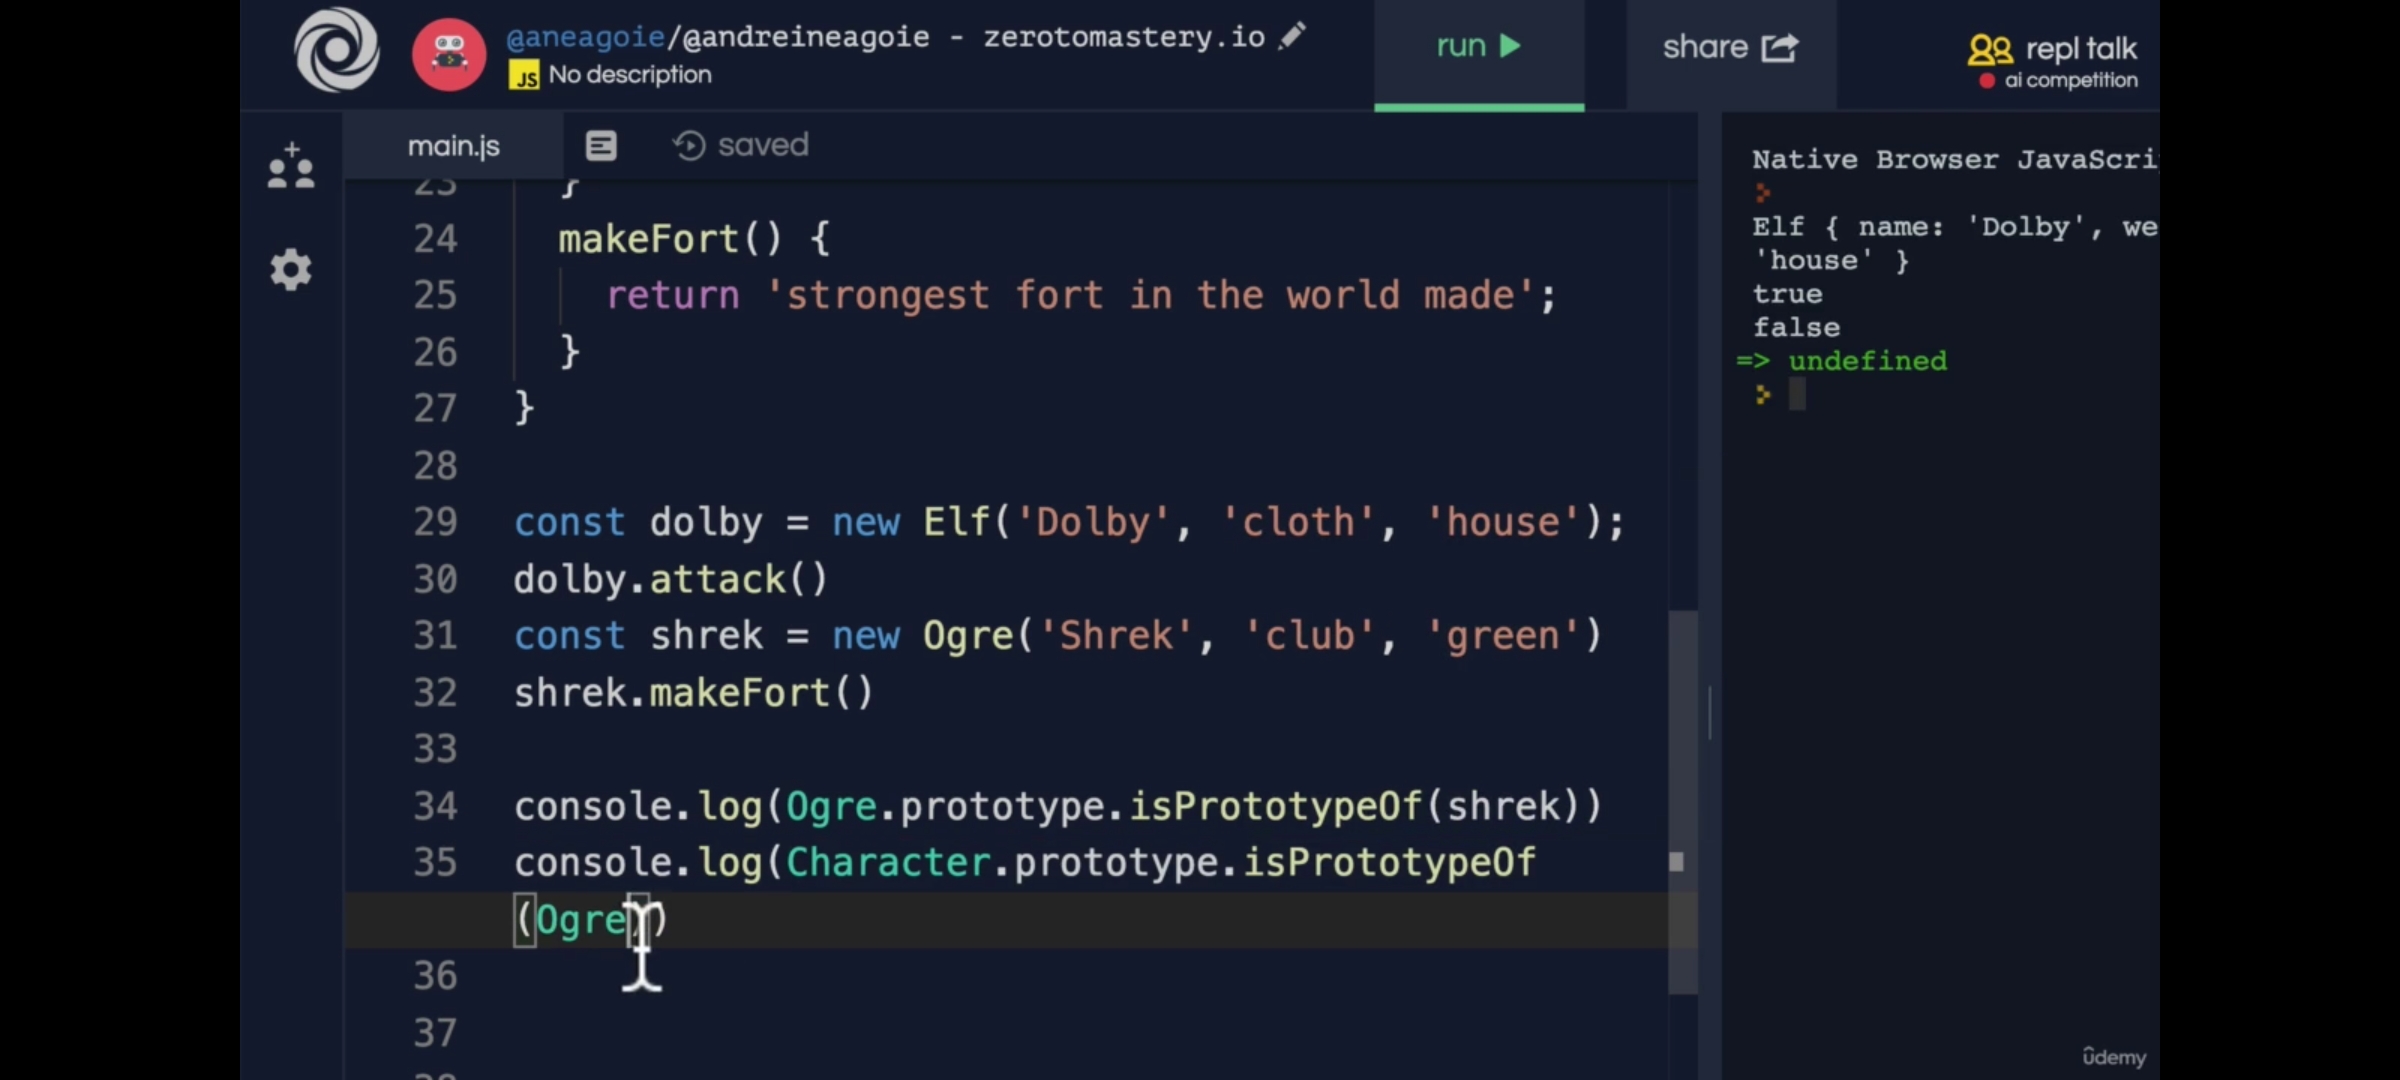 @aneagoie/@andreineagoie - zerotomastery.io
JS No description
run
share
repl talk
ai competition
main.js
saved
23 }
24 makeFort() {
25 return 'strongest fort in the world made';
26 }
27 }
28
29 const dolby = new Elf('Dolby', 'cloth', 'house');
30 dolby.attack()
31 const shrek = new Ogre('Shrek', 'club', 'green')
32 shrek.makeFort()
33
34 console.log(Ogre.prototype.isPrototypeOf(shrek))
35 console.log(Character.prototype.isPrototypeOf
(Ogre))
36
37
Native Browser JavaScri
Elf { name: 'Dolby', we
'house' }
true
false
=> undefined
ûdemy